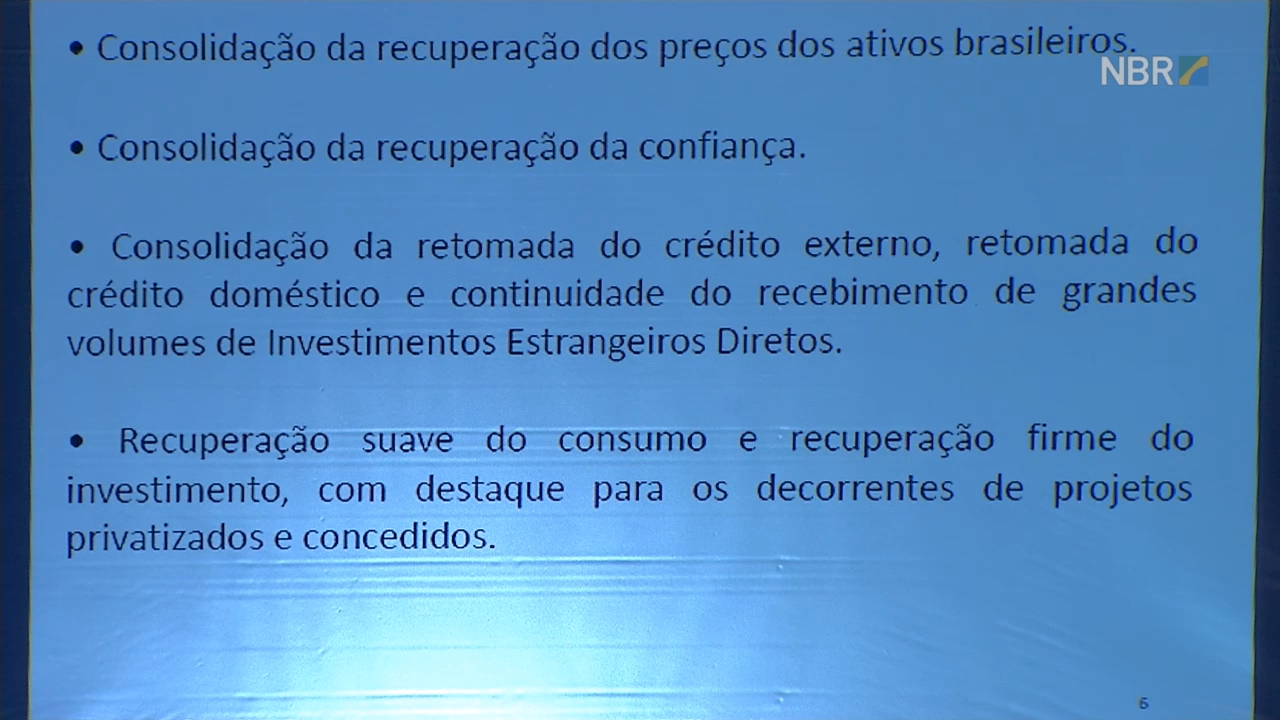 • Consolidação da recuperação dos preços dos ativos brasileiros.
NBR
• Consolidação da recuperação da confiança.
• Consolidação da retomada do crédito externo, retomada do
crédito doméstico e continuidade do recebimento de grandes
volumes de Investimentos Estrangeiros Diretos.
• Recuperação suave do consumo e recuperação firme do
investimento, com destaque para os decorrentes de projetos
privatizados e concedidos.
6